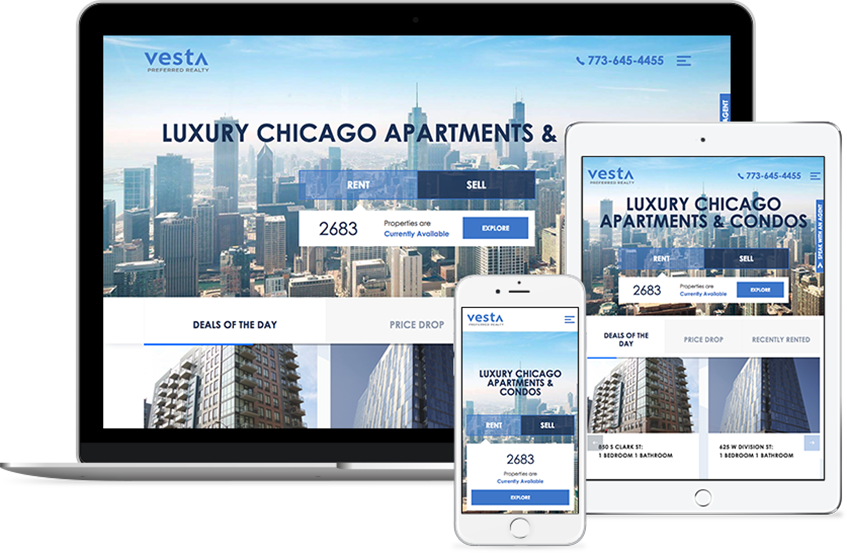 vesta
PREFERRED REALTY
773-645-4455
AGENT
LUXURY CHICAGO APARTMENTS &
RENT
SELL
2683
Properties are
Currently Available
EXPLORE
DEALS OF THE DAY
PRICE DROP
vesta
PREFERRED REALTY
773-645-4455
LUXURY CHICAGO
APARTMENTS & CONDOS
SPEAK WITH AN AGENT
RENT
SELL
2683
Properties are
Currently Available
EXPLORE
DEALS OF THE
DAY
PRICE DROP
RECENTLY RENTED
650 S CLARK ST:
1 BEDROOM 1 BATHROOM
625 W DIVISION ST:
1 BEDROOM 1 BATHROOM
vesta
PREFERRED REALTY
LUXURY CHICAGO
APARTMENTS &
CONDOS
RENT
SELL
2683
Properties are
Currently Available
EXPLORE